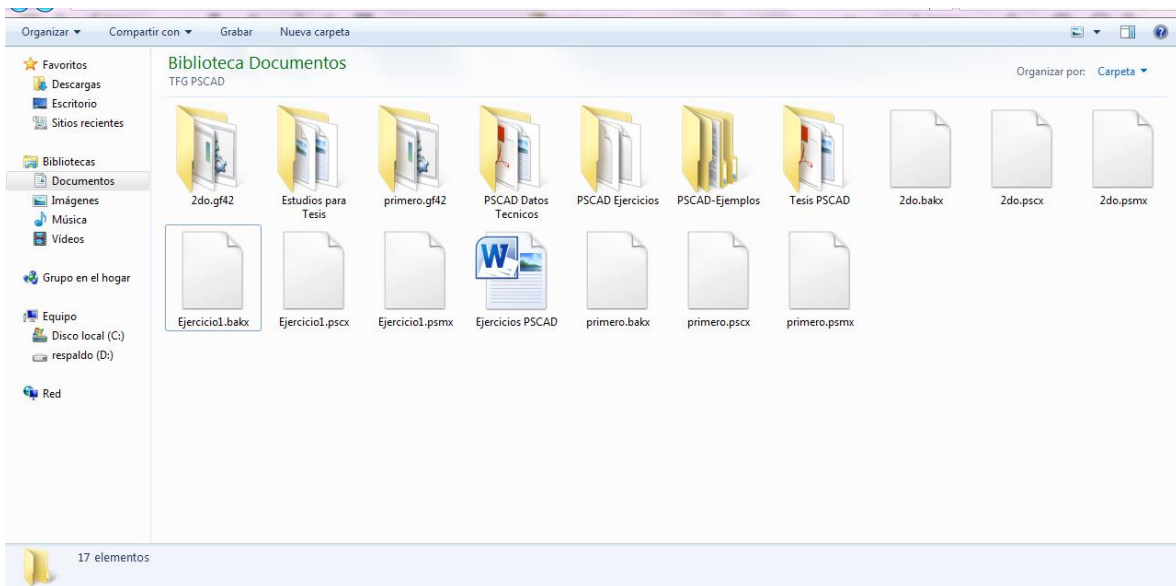 Organizar Compartir con Grabar Nueva carpeta
Favoritos
Descargas
Escritorio
Sitios recientes
Bibliotecas
Documentos
Imágenes
Música
Vídeos
Grupo en el hogar
Equipo
Disco local (C:)
respaldo (D:)
Red
Biblioteca Documentos
TFG PSCAD
Organizar por: Carpeta
2do.gf42
Estudios para
Tesis
primero.gf42
PSCAD Datos
Tecnicos
PSCAD Ejercicios
PSCAD-Ejemplos
Tesis PSCAD
2do.bakx
2do.pscx
2do.psmx
Ejercicio1.bakx
Ejercicio1.pscx
Ejercicio1.psmx
Ejercicios PSCAD
primero.bakx
primero.pscx
primero.psmx
17 elementos